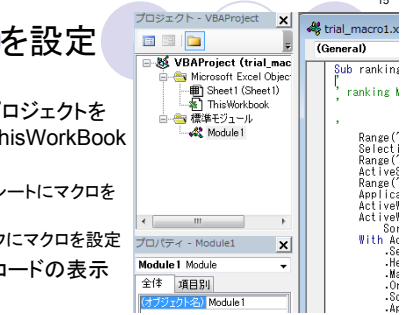 15
を設定
プロジェクトを
hisWorkBook
シートにマクロを
クにマクロを設定
コードの表示
プロジェクト - VBAProject
VBAProject (trial_mac
Microsoft Excel Object
Sheet1 (Sheet1)
ThisWorkbook
標準モジュール
Module1
プロパティ - Module1
Module1 Module
全体 項目別
(オブジェクト名) Module1
trial_macro1.x
(General)
Sub ranking
'
' ranking M
'
Range("
Selecti
Range("
ActiveS
Range("
Applica
ActiveW
ActiveW
Sor
With Ac
.Se
.He
.Ma
.Or
.So
.Ap